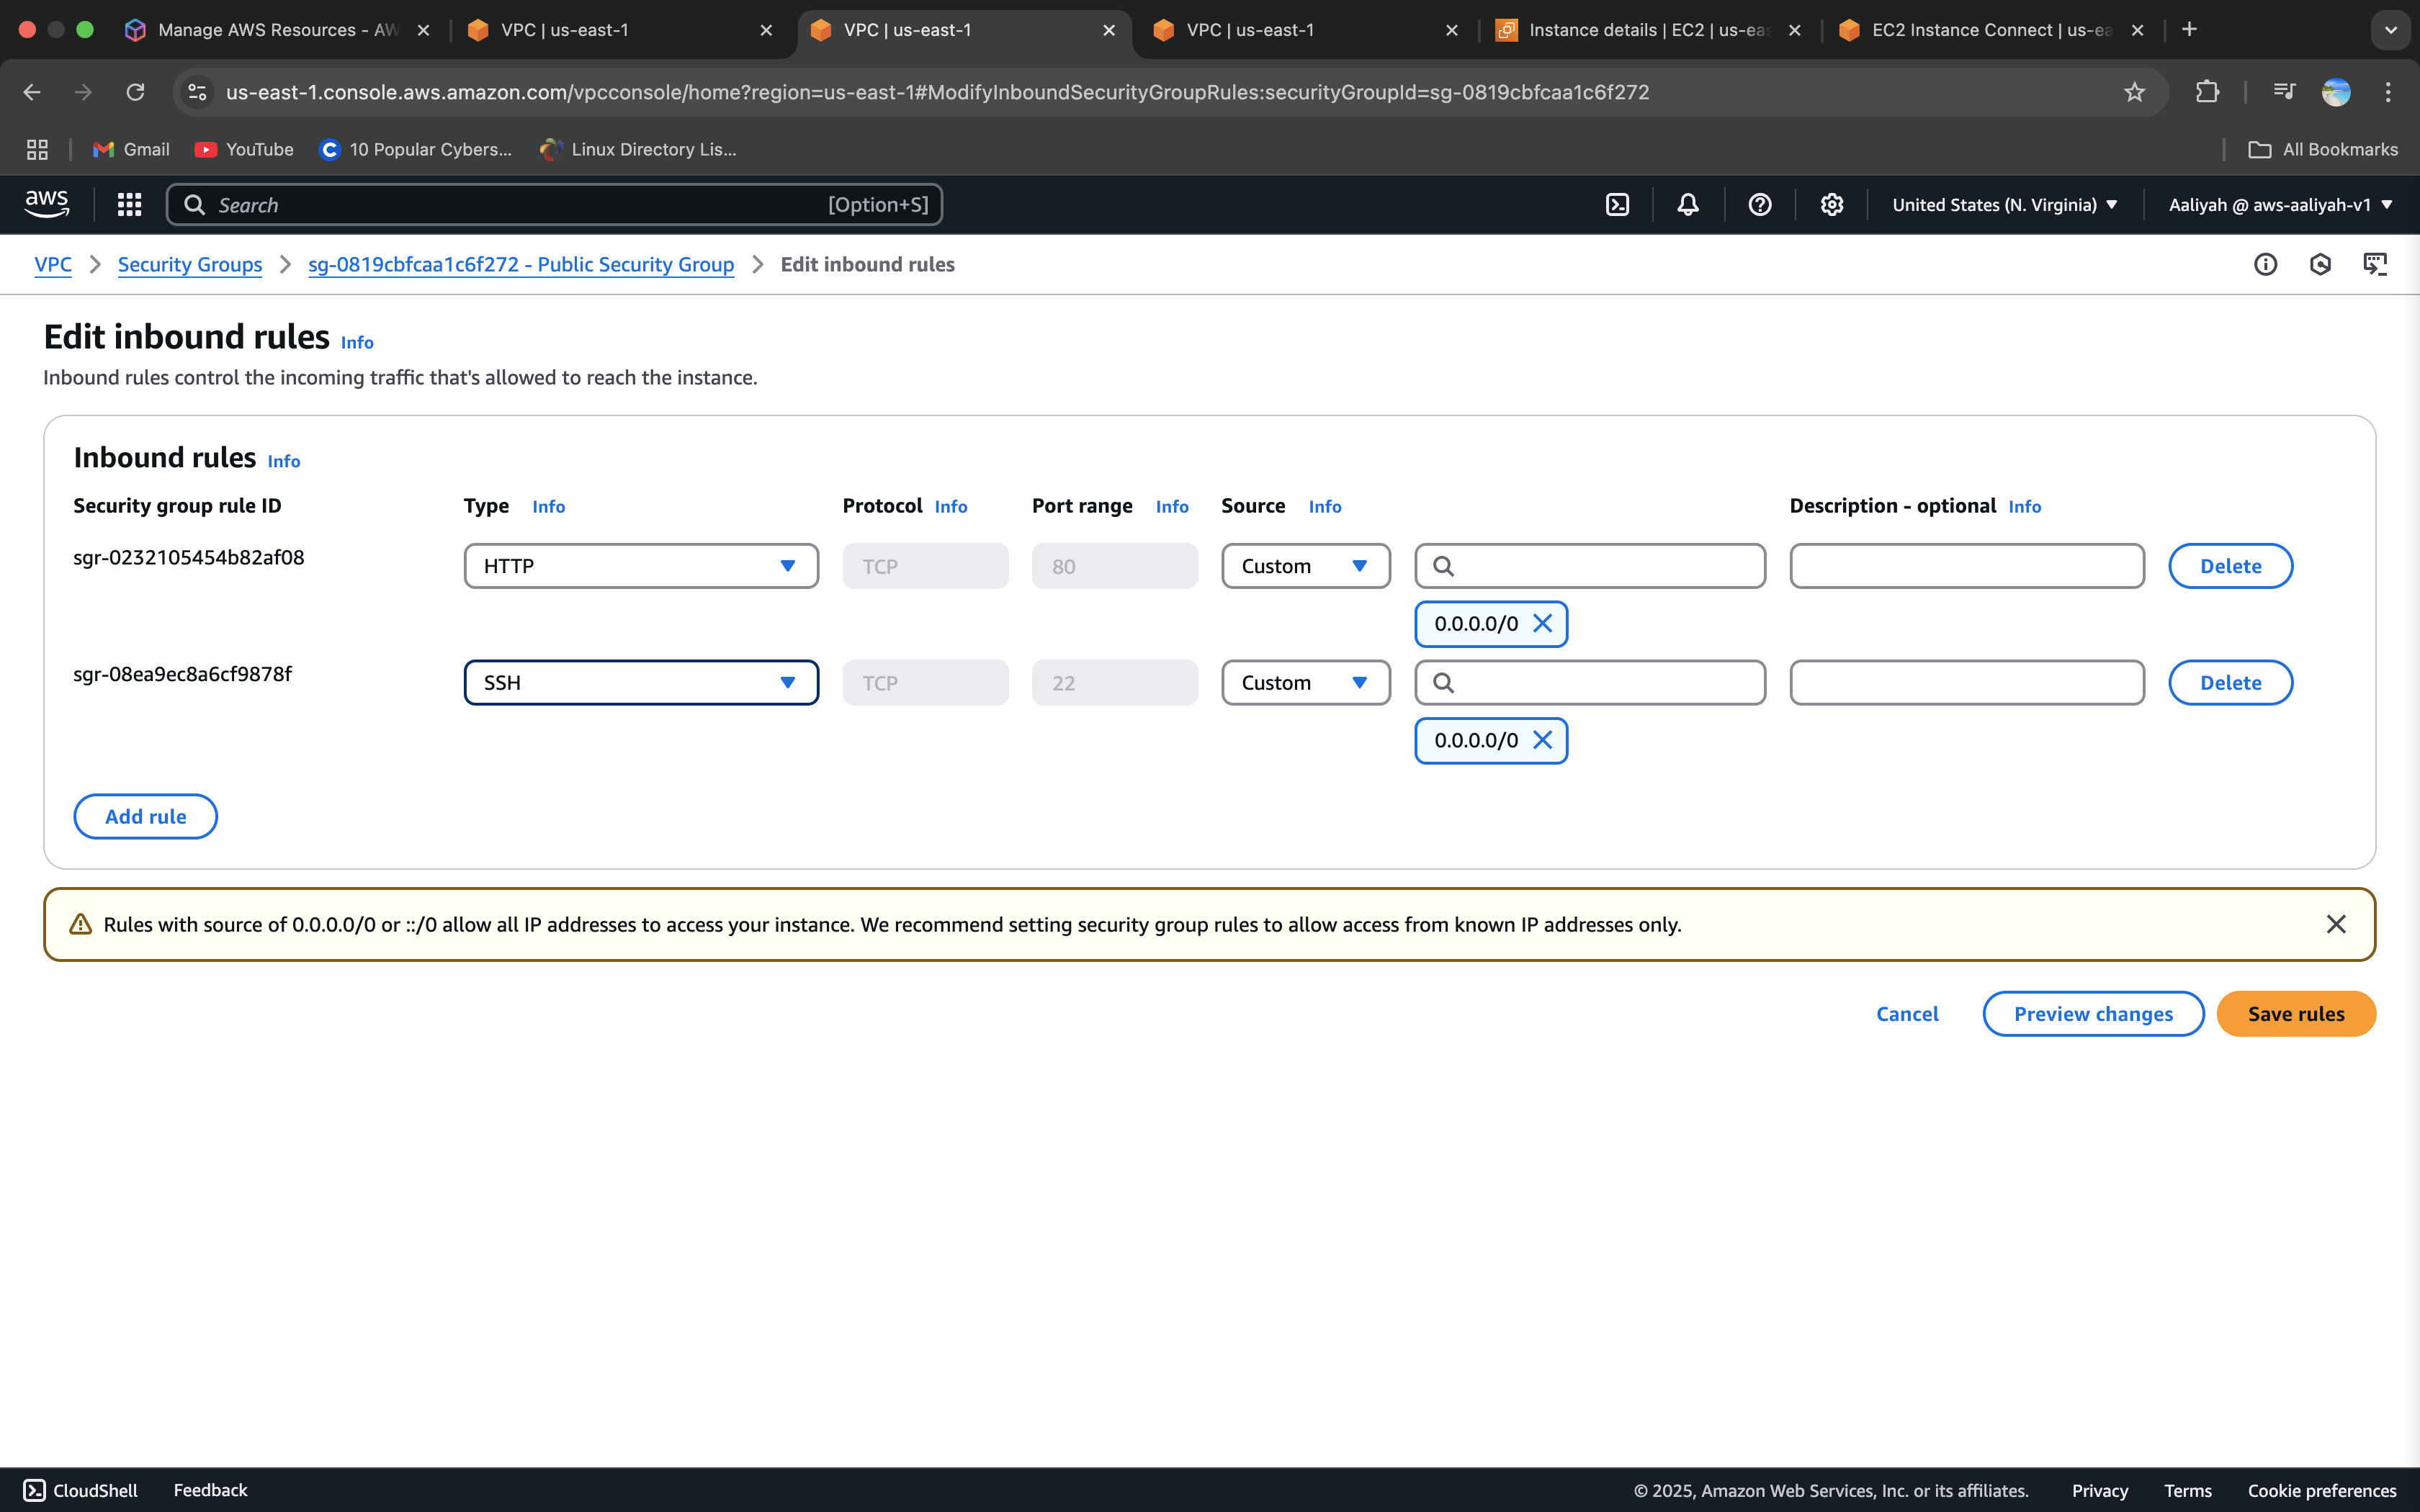 Manage AWS Resources - AW
VPC | us-east-1
VPC | us-east-1
VPC | us-east-1
Instance details | EC2 | us-eas
EC2 Instance Connect | us-ea
us-east-1.console.aws.amazon.com/vpcconsole/home?region=us-east-1#ModifyInboundSecurityGroupRules:securityGroupId=sg-0819cbfcaa1c6f272
Gmail
YouTube
10 Popular Cybers...
Linux Directory Lis...
All Bookmarks
aws
Search
[Option+S]
United States (N. Virginia)
Aaliyah @ aws-aaliyah-v1
VPC > Security Groups > sg-0819cbfcaa1c6f272 - Public Security Group > Edit inbound rules
Edit inbound rules Info
Inbound rules control the incoming traffic that's allowed to reach the instance.
Inbound rules Info
Security group rule ID
Type Info
Protocol Info
Port range Info
Source Info
Description - optional Info
sgr-0232105454b82af08
HTTP
TCP
80
Custom
Delete
0.0.0.0/0
sgr-08ea9ec8a6cf9878f
SSH
TCP
22
Custom
Delete
0.0.0.0/0
Add rule
Rules with source of 0.0.0.0/0 or ::/0 allow all IP addresses to access your instance. We recommend setting security group rules to allow access from known IP addresses only.
Cancel
Preview changes
Save rules
CloudShell
Feedback
© 2025, Amazon Web Services, Inc. or its affiliates.
Privacy
Terms
Cookie preferences